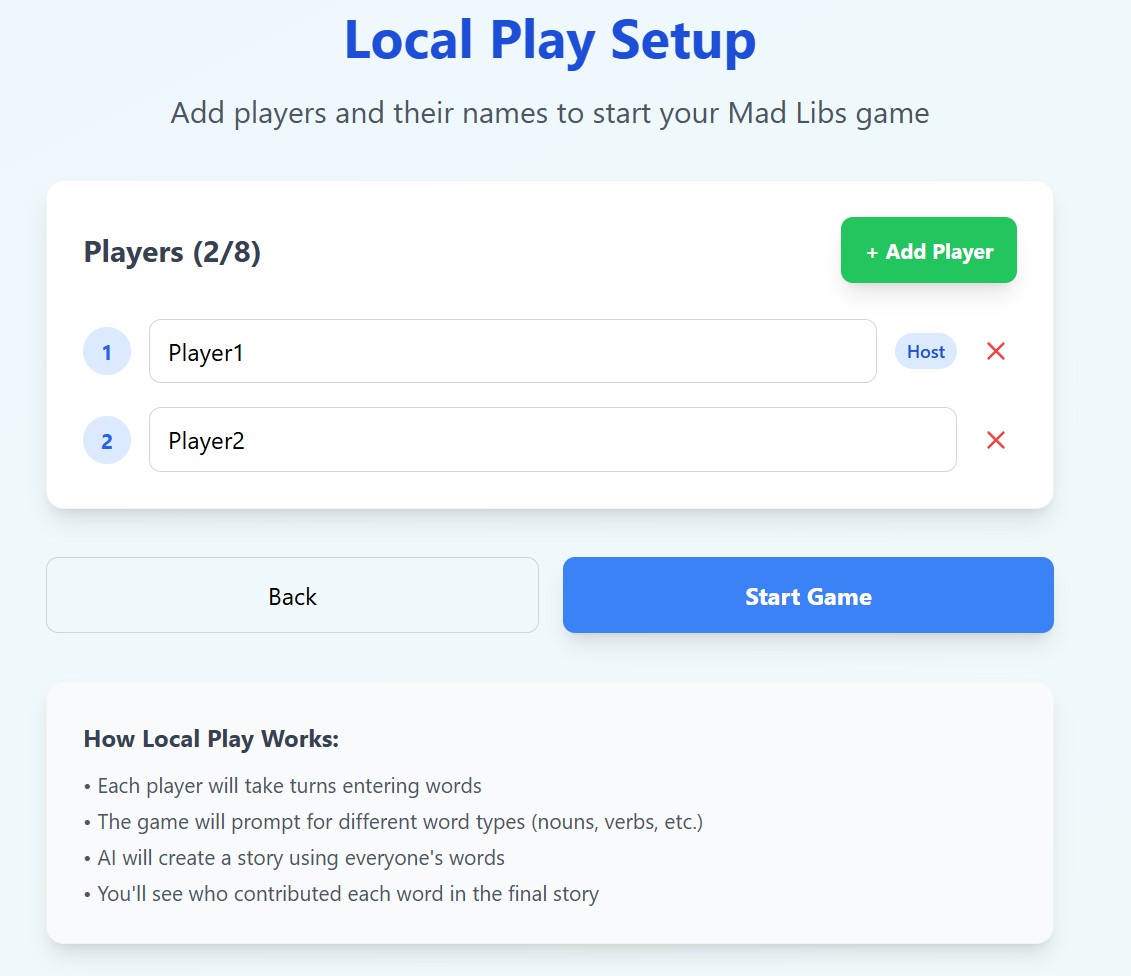 Local Play Setup
Add players and their names to start your Mad Libs game
Players (2/8)
+ Add Player
1
Player1
Host
2
Player2
Back
Start Game
How Local Play Works:
• Each player will take turns entering words
• The game will prompt for different word types (nouns, verbs, etc.)
• AI will create a story using everyone's words
• You'll see who contributed each word in the final story